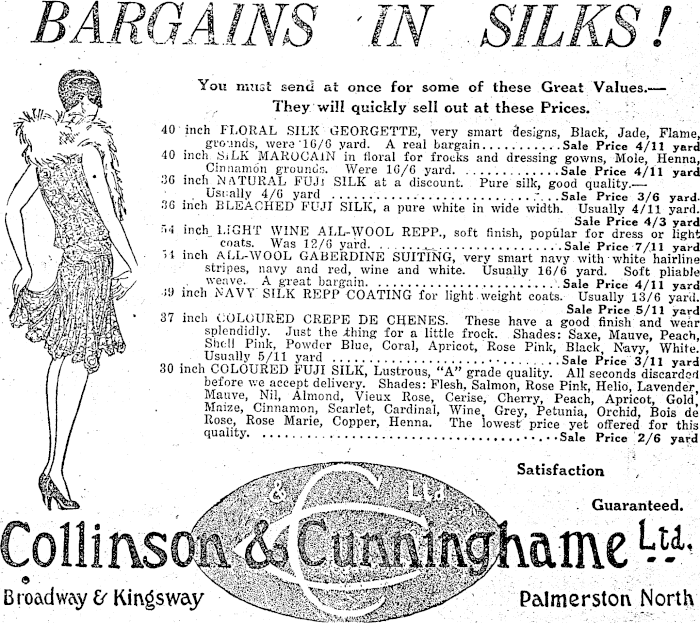 BARGAINS IN SILKS!
You must send at once for some of these Great Values.—
They will quickly sell out at these Prices.
40 inch FLORAL SILK GEORGETTE, very smart designs, Black, Jade, Flame,
grounds, were 16/6 yard. A real bargain...........Sale Price 4/11 yard
40 inch SILK MAROCAIN in floral for frocks and dressing gowns, Mole, Henna,
Cinnamon grounds. Were 16/6 yard. .............Sale Price 4/11 yard
36 inch NATURAL FUJI SILK at a discount. Pure silk, good quality.—
Usually 4/6 yard ................................Sale Price 3/6 yard.
36 inch BLEACHED FUJI SILK, a pure white in wide width. Usually 4/11 yard.
Sale Price 4/3 yard
54 inch LIGHT WINE ALL-WOOL REPP., soft finish, popular for dress or light
coats. Was 12/6 yard. ..........................Sale Price 7/11 yard
54 inch ALL-WOOL GABERDINE SUITING, very smart navy with white hairline
stripes, navy and red, wine and white. Usually 16/6 yard. Soft pliable
weave. A great bargain. .........................Sale Price 4/11 yard
39 inch NAVY SILK REPP COATING for light weight coats. Usually 13/6 yard.
Sale Price 5/11 yard
37 inch COLOURED CREPE DE CHENES. These have a good finish and wear
splendidly. Just the thing for a little frock. Shades: Saxe, Mauve, Peach,
Shell Pink, Powder Blue, Coral, Apricot, Rose Pink, Black, Navy, White.
Usually 5/11 yard ...............................Sale Price 3/11 yard
30 inch COLOURED FUJI SILK, Lustrous, "A" grade quality. All seconds discarded
before we accept delivery. Shades: Flesh, Salmon, Rose Pink, Helio, Lavender,
Mauve, Nil, Almond, Vieux Rose, Cerise, Cherry, Peach, Apricot, Gold,
Maize, Cinnamon, Scarlet, Cardinal, Wine, Grey, Petunia, Orchid, Bois de
Rose, Rose Marie, Copper, Henna. The lowest price yet offered for this
quality. ........................................Sale Price 2/6 yard
Satisfaction
Guaranteed.
C & C Ltd
Collinson & Cunninghame Ltd.
Broadway & Kingsway
Palmerston North